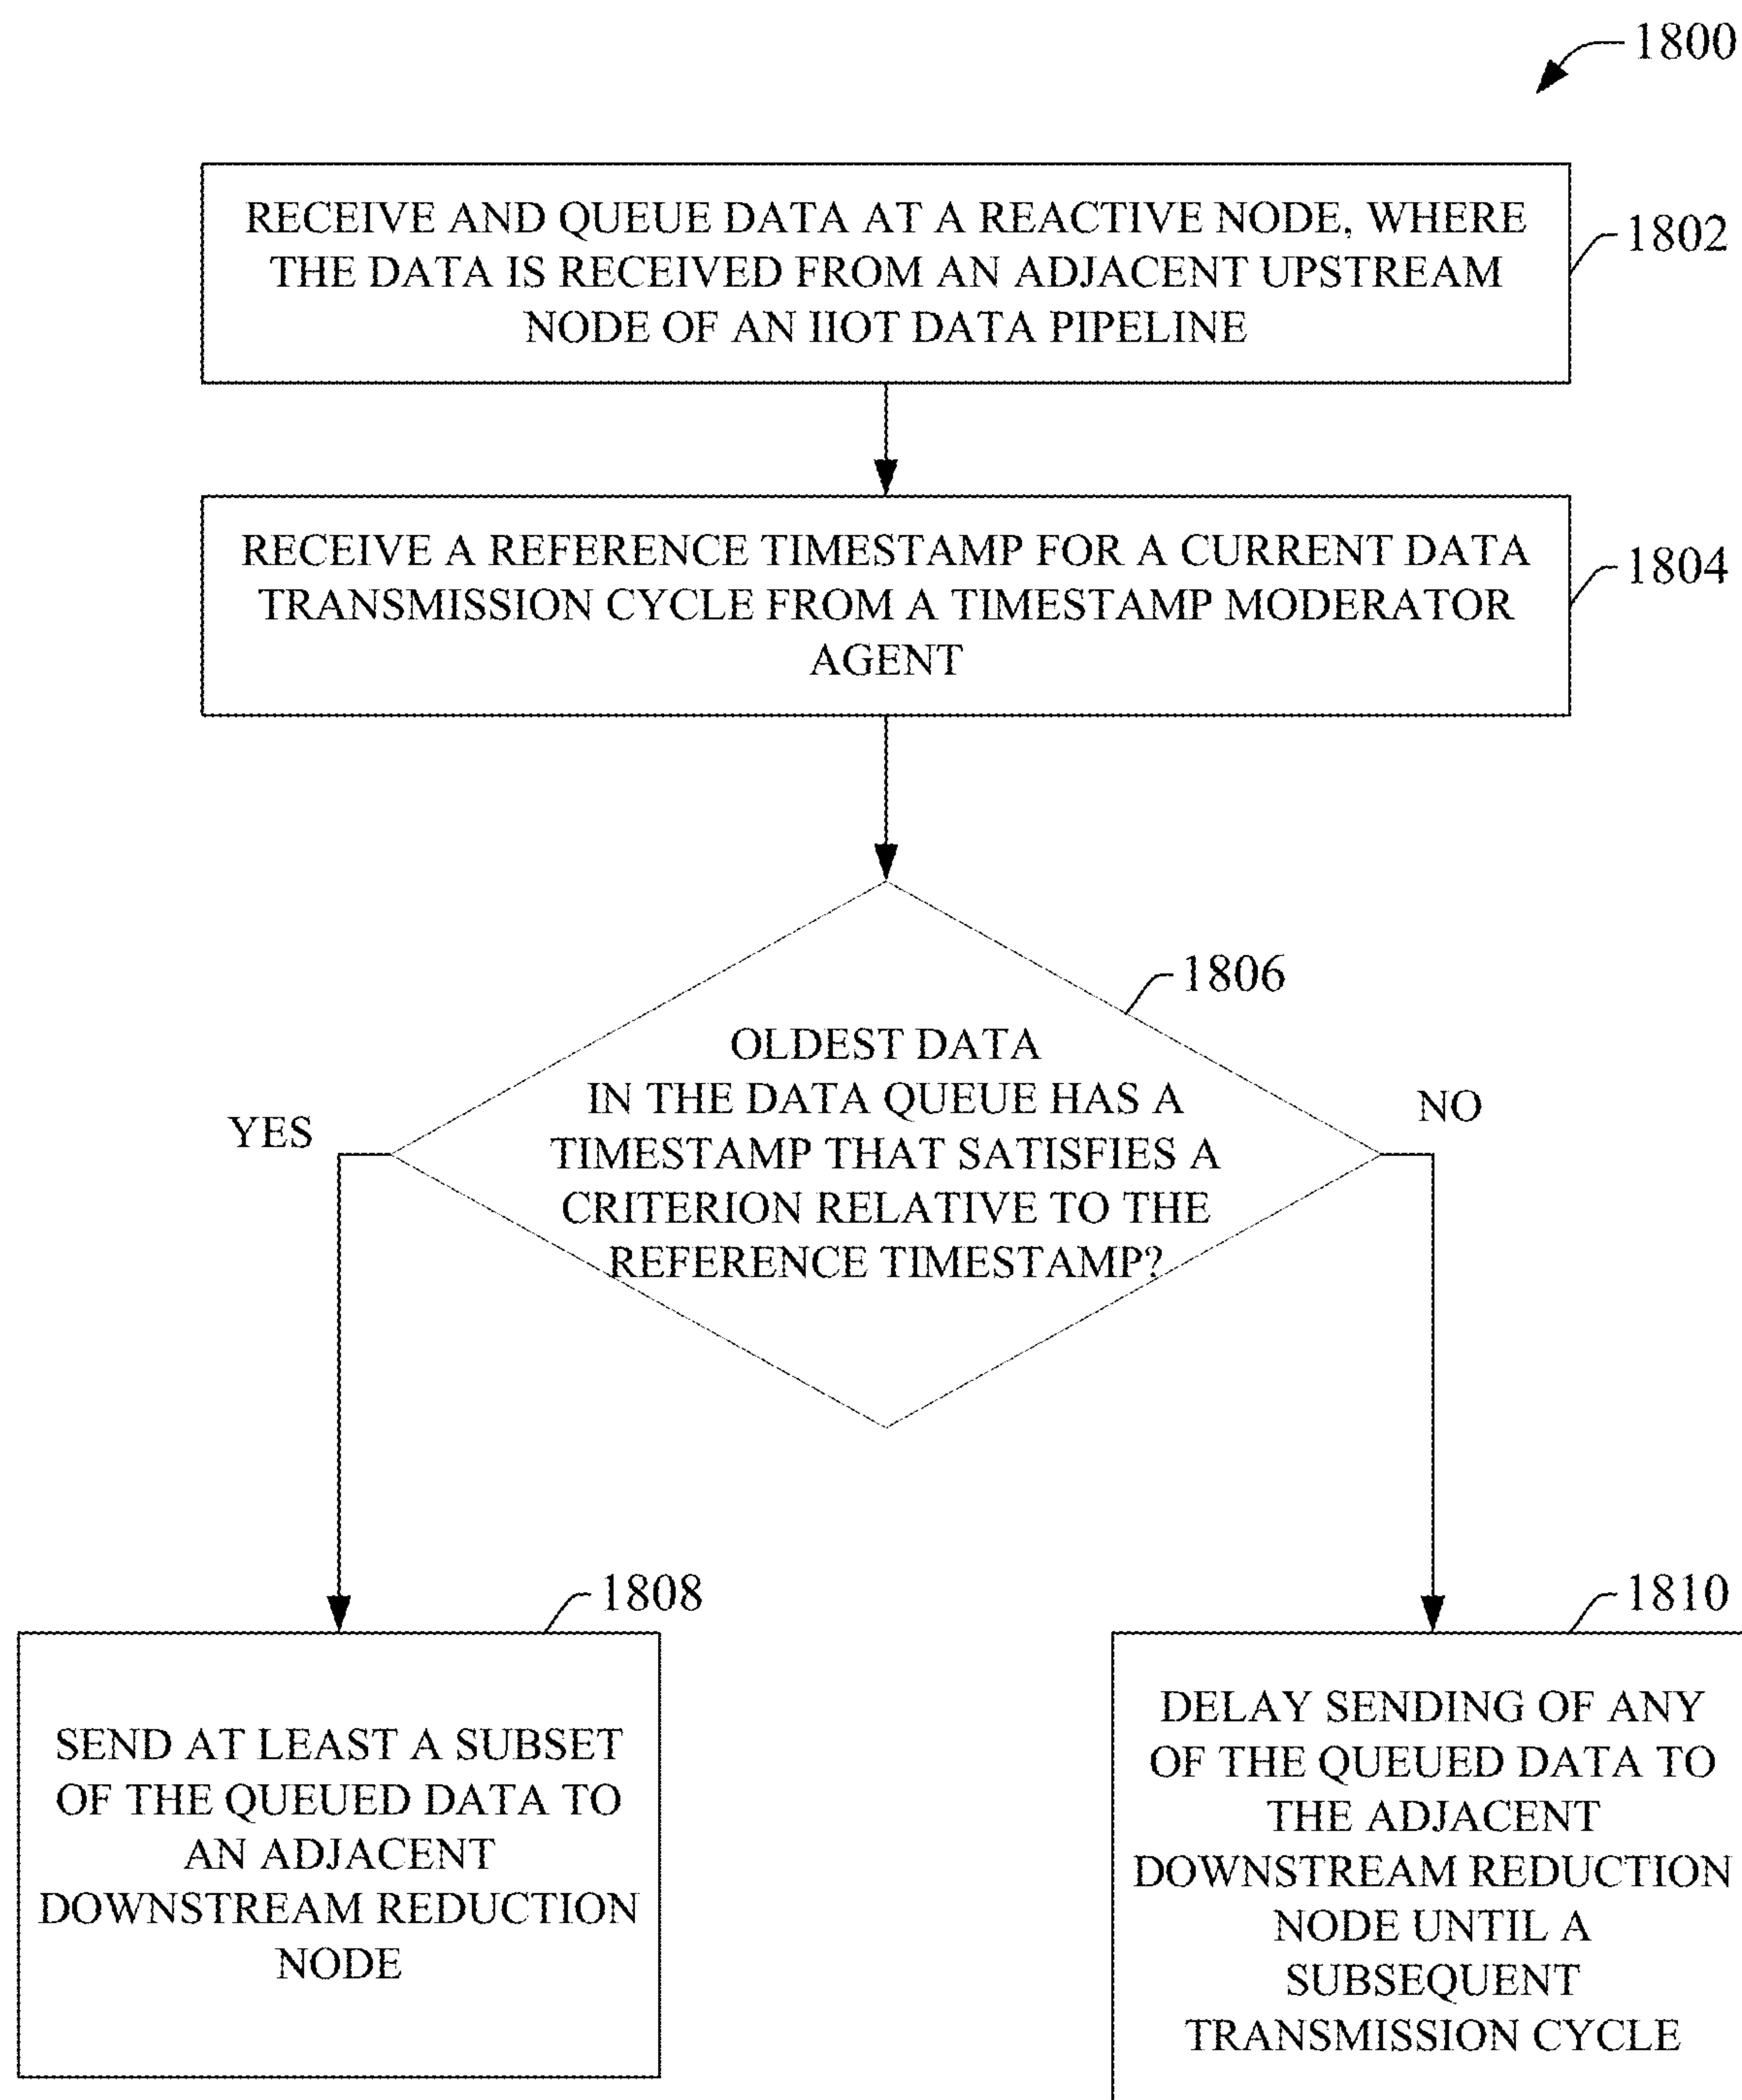 1800
RECEIVE AND QUEUE DATA AT A REACTIVE NODE, WHERE
THE DATA IS RECEIVED FROM AN ADJACENT UPSTREAM
NODE OF AN IIOT DATA PIPELINE
1802
RECEIVE A REFERENCE TIMESTAMP FOR A CURRENT DATA
TRANSMISSION CYCLE FROM A TIMESTAMP MODERATOR
AGENT
1804
1806
OLDEST DATA
IN THE DATA QUEUE HAS A
TIMESTAMP THAT SATISFIES A
CRITERION RELATIVE TO THE
REFERENCE TIMESTAMP?
YES
NO
1808
SEND AT LEAST A SUBSET
OF THE QUEUED DATA TO
AN ADJACENT
DOWNSTREAM REDUCTION
NODE
1810
DELAY SENDING OF ANY
OF THE QUEUED DATA TO
THE ADJACENT
DOWNSTREAM REDUCTION
NODE UNTIL A
SUBSEQUENT
TRANSMISSION CYCLE